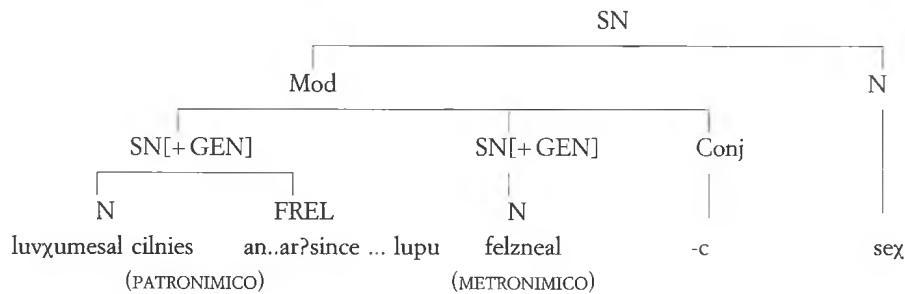 SN
Mod N
SN[+ GEN] SN[+ GEN] Conj
N FREL N
luvχumesal cilnies an..ar?since ... lupu felzneal -c seχ
(PATRONIMICO) (METRONIMICO)